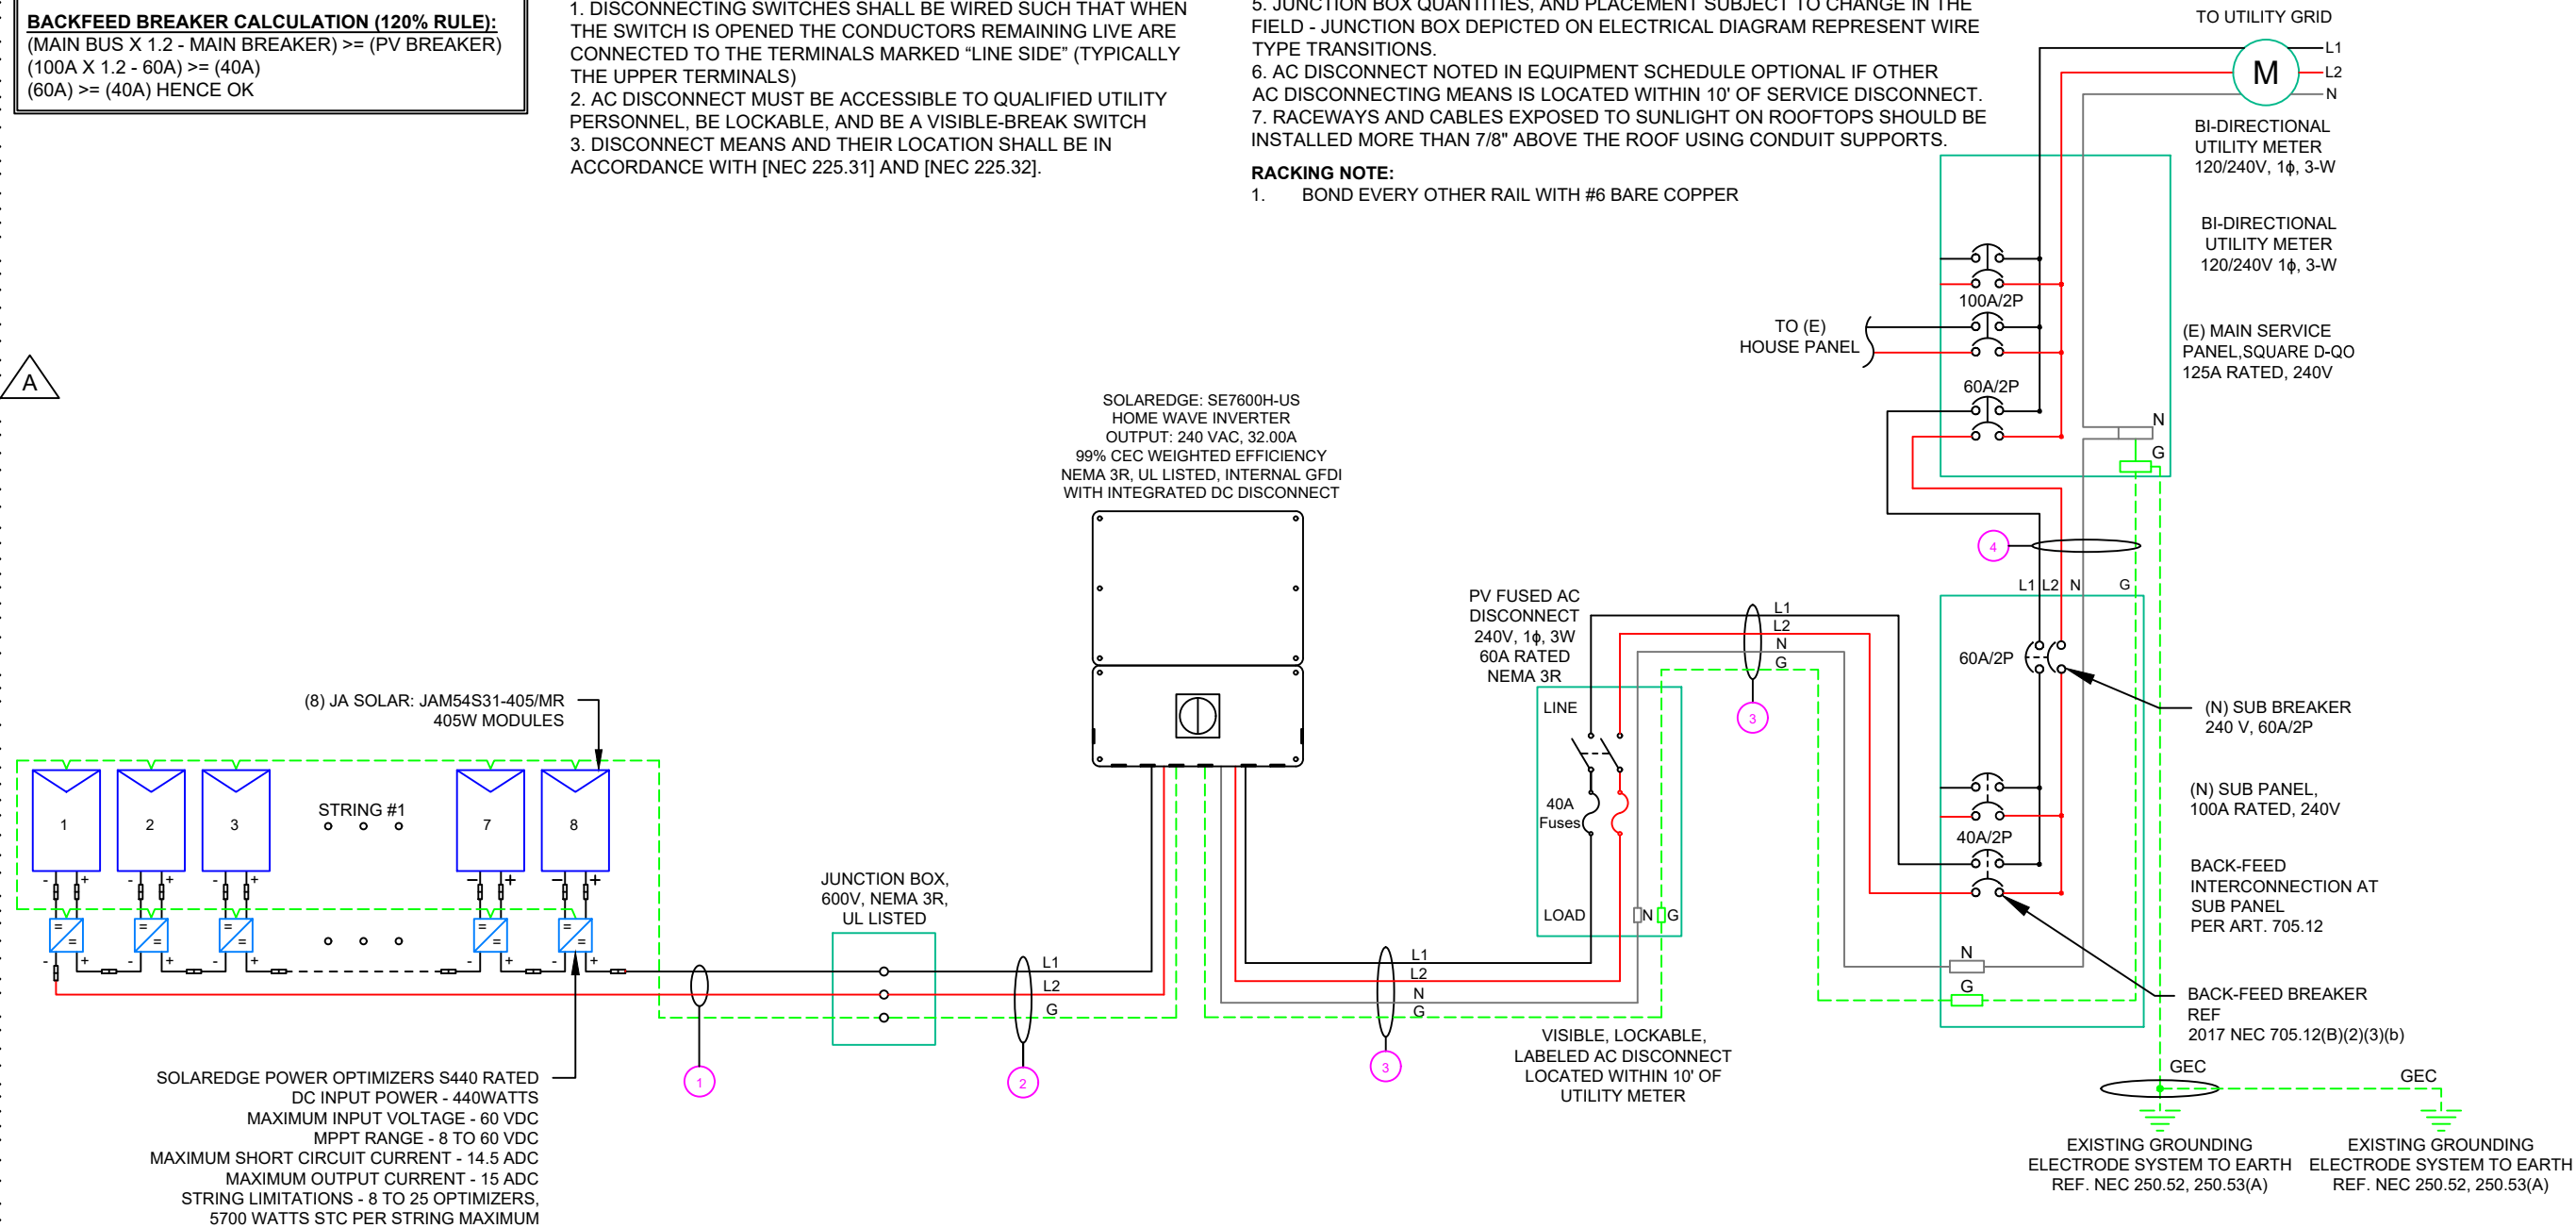 BACKFEED BREAKER CALCULATION (120% RULE):
(MAIN BUS X 1.2 - MAIN BREAKER) >= (PV BREAKER)
(100A X 1.2 - 60A) >= (40A)
(60A) >= (40A) HENCE OK
1. DISCONNECTING SWITCHES SHALL BE WIRED SUCH THAT WHEN
THE SWITCH IS OPENED THE CONDUCTORS REMAINING LIVE ARE
CONNECTED TO THE TERMINALS MARKED “LINE SIDE” (TYPICALLY
THE UPPER TERMINALS)
2. AC DISCONNECT MUST BE ACCESSIBLE TO QUALIFIED UTILITY
PERSONNEL, BE LOCKABLE, AND BE A VISIBLE-BREAK SWITCH
3. DISCONNECT MEANS AND THEIR LOCATION SHALL BE IN
ACCORDANCE WITH [NEC 225.31] AND [NEC 225.32].
5. JUNCTION BOX QUANTITIES, AND PLACEMENT SUBJECT TO CHANGE IN THE
FIELD - JUNCTION BOX DEPICTED ON ELECTRICAL DIAGRAM REPRESENT WIRE
TYPE TRANSITIONS.
6. AC DISCONNECT NOTED IN EQUIPMENT SCHEDULE OPTIONAL IF OTHER
AC DISCONNECTING MEANS IS LOCATED WITHIN 10' OF SERVICE DISCONNECT.
7. RACEWAYS AND CABLES EXPOSED TO SUNLIGHT ON ROOFTOPS SHOULD BE
INSTALLED MORE THAN 7/8" ABOVE THE ROOF USING CONDUIT SUPPORTS.
RACKING NOTE:
1. BOND EVERY OTHER RAIL WITH #6 BARE COPPER
TO UTILITY GRID
L1
M
L2
N
BI-DIRECTIONAL
UTILITY METER
120/240V, 1ϕ, 3-W
BI-DIRECTIONAL
UTILITY METER
120/240V 1ϕ, 3-W
100A/2P
TO (E)
HOUSE PANEL
60A/2P
(E) MAIN SERVICE
PANEL,SQUARE D-QO
125A RATED, 240V
N
G
A
SOLAREDGE: SE7600H-US
HOME WAVE INVERTER
OUTPUT: 240 VAC, 32.00A
99% CEC WEIGHTED EFFICIENCY
NEMA 3R, UL LISTED, INTERNAL GFDI
WITH INTEGRATED DC DISCONNECT
4
L1 L2 N G
PV FUSED AC
DISCONNECT
240V, 1ϕ, 3W
60A RATED
NEMA 3R
L1
L2
N
G
3
LINE
40A
Fuses
LOAD
N G
60A/2P
(N) SUB BREAKER
240 V, 60A/2P
(N) SUB PANEL,
100A RATED, 240V
40A/2P
BACK-FEED
INTERCONNECTION AT
SUB PANEL
PER ART. 705.12
N
G
BACK-FEED BREAKER
REF
2017 NEC 705.12(B)(2)(3)(b)
(8) JA SOLAR: JAM54S31-405/MR
405W MODULES
1 2 3 STRING #1 7 8
- + - + - + - + - +
= = = = = = = = = =
- + - + - + - + - +
JUNCTION BOX,
600V, NEMA 3R,
UL LISTED
1
L1
L2
G
2
L1
L2
N
G
3
VISIBLE, LOCKABLE,
LABELED AC DISCONNECT
LOCATED WITHIN 10' OF
UTILITY METER
SOLAREDGE POWER OPTIMIZERS S440 RATED
DC INPUT POWER - 440WATTS
MAXIMUM INPUT VOLTAGE - 60 VDC
MPPT RANGE - 8 TO 60 VDC
MAXIMUM SHORT CIRCUIT CURRENT - 14.5 ADC
MAXIMUM OUTPUT CURRENT - 15 ADC
STRING LIMITATIONS - 8 TO 25 OPTIMIZERS,
5700 WATTS STC PER STRING MAXIMUM
GEC
GEC
EXISTING GROUNDING
ELECTRODE SYSTEM TO EARTH
REF. NEC 250.52, 250.53(A)
EXISTING GROUNDING
ELECTRODE SYSTEM TO EARTH
REF. NEC 250.52, 250.53(A)